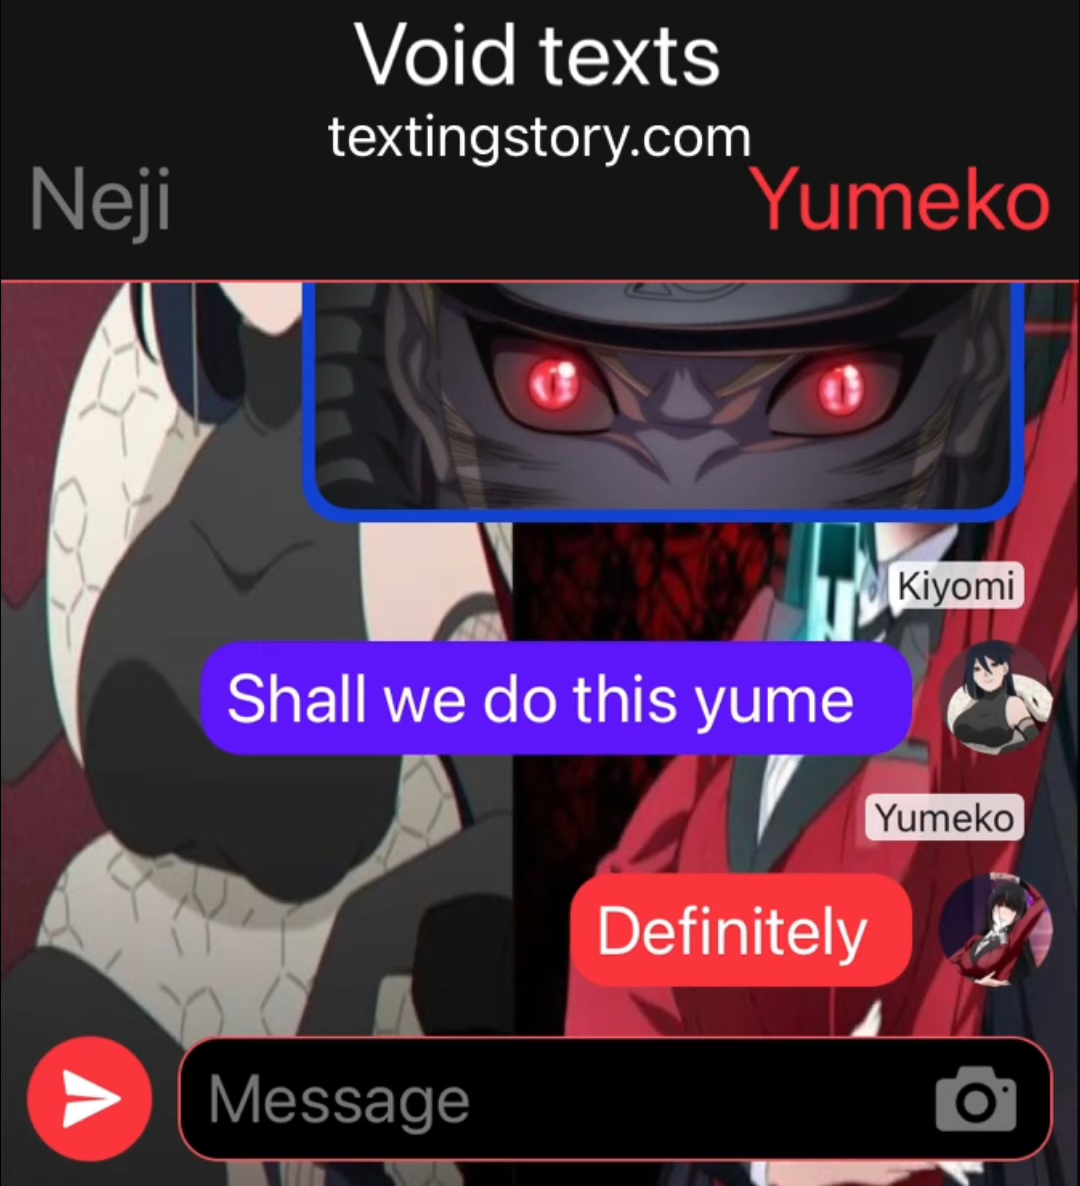 Void texts
textingstory.com
Neji
Yumeko
Kiyomi
Shall we do this yume
Yumeko
Definitely
Message